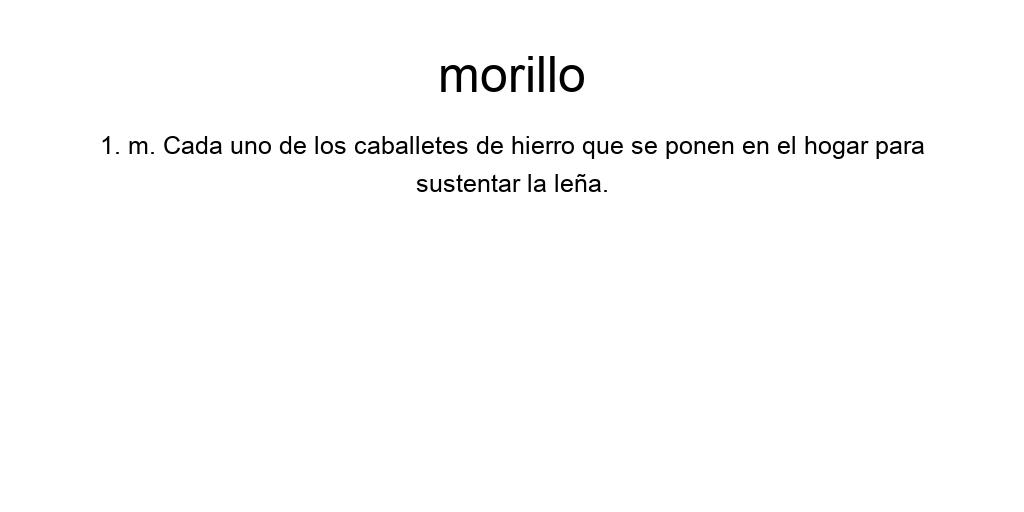 morillo
1. m. Cada uno de los caballetes de hierro que se ponen en el hogar para
sustentar la leña.